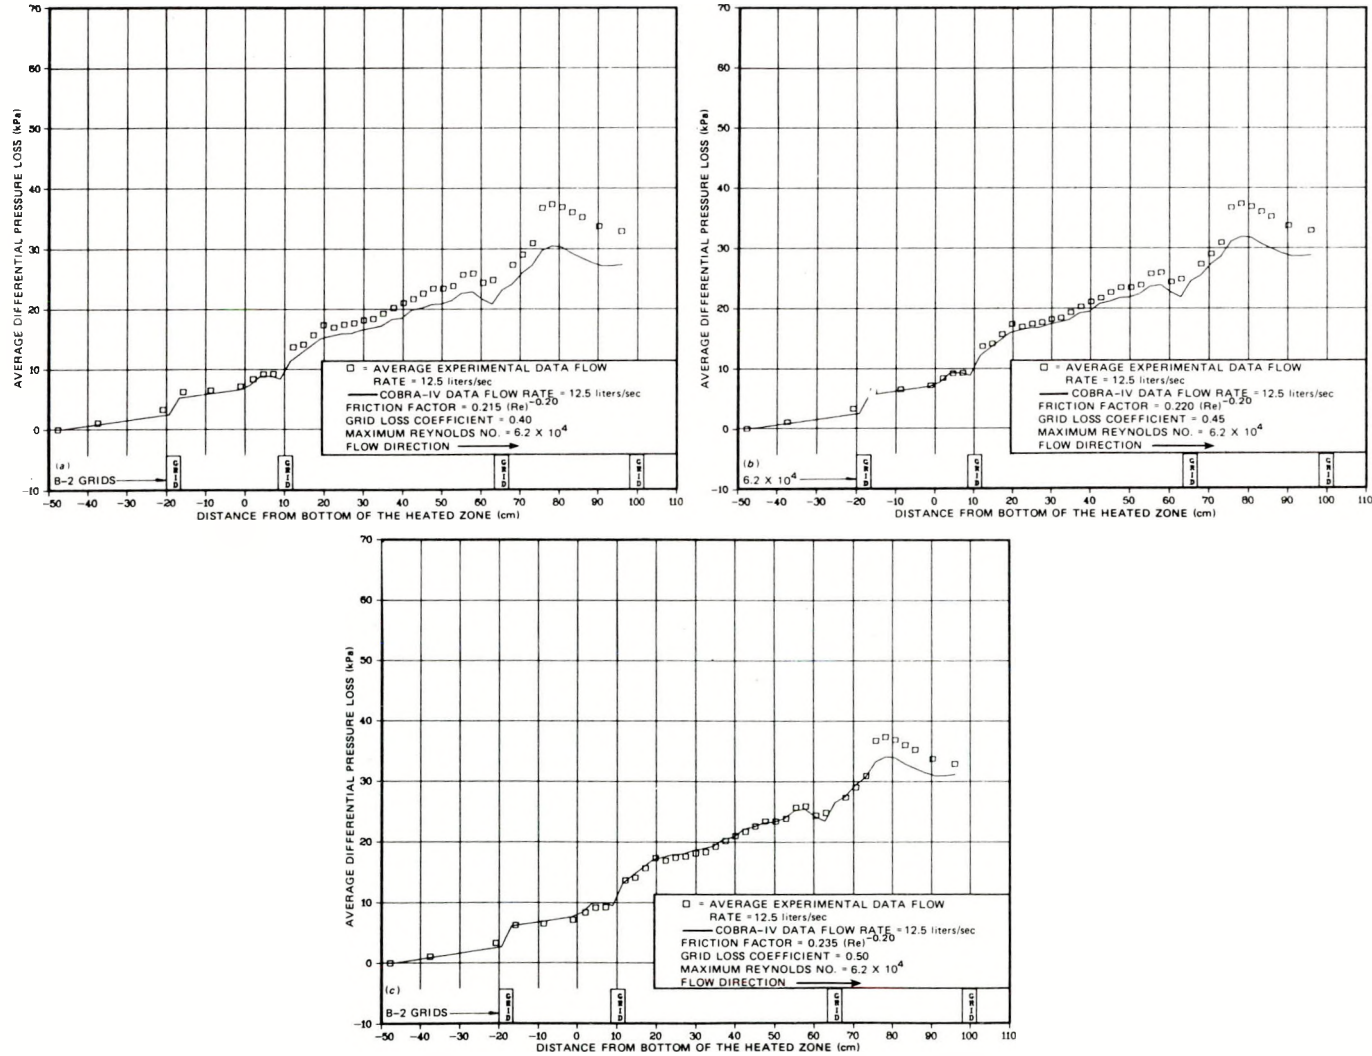 AVERAGE DIFFERENTIAL PRESSURE LOSS (kPa)
70
60
50
40
30
20
10
0
−10
□ = AVERAGE EXPERIMENTAL DATA FLOW
RATE = 12.5 liters/sec
COBRA-IV DATA FLOW RATE = 12.5 liters/sec
FRICTION FACTOR = 0.215 (Re)−0.20
GRID LOSS COEFFICIENT = 0.40
MAXIMUM REYNOLDS NO. = 6.2 X 10⁴
FLOW DIRECTION
(a)
B-2 GRIDS
GRID
GRID
GRID
GRID
−50 −40 −30 −20 −10 0 10 20 30 40 50 60 70 80 90 100 110
DISTANCE FROM BOTTOM OF THE HEATED ZONE (cm)
AVERAGE DIFFERENTIAL PRESSURE LOSS (kPa)
70
60
50
40
30
20
10
0
−10
□ = AVERAGE EXPERIMENTAL DATA FLOW
RATE = 12.5 liters/sec
COBRA-IV DATA FLOW RATE = 12.5 liters/sec
FRICTION FACTOR = 0.220 (Re)−0.20
GRID LOSS COEFFICIENT = 0.45
MAXIMUM REYNOLDS NO. = 6.2 X 10⁴
FLOW DIRECTION
(b)
6.2 X 10⁴
GRID
GRID
GRID
GRID
−50 −40 −30 −20 −10 0 10 20 30 40 50 60 70 80 90 100 110
DISTANCE FROM BOTTOM OF THE HEATED ZONE (cm)
AVERAGE DIFFERENTIAL PRESSURE LOSS (kPa)
70
60
50
40
30
20
10
0
−10
□ = AVERAGE EXPERIMENTAL DATA FLOW
RATE = 12.5 liters/sec
COBRA-IV DATA FLOW RATE = 12.5 liters/sec
FRICTION FACTOR = 0.235 (Re)−0.20
GRID LOSS COEFFICIENT = 0.50
MAXIMUM REYNOLDS NO. = 6.2 X 10⁴
FLOW DIRECTION
(c)
B-2 GRIDS
GRID
GRID
GRID
GRID
−50 −40 −30 −20 −10 0 10 20 30 40 50 60 70 80 90 100 110
DISTANCE FROM BOTTOM OF THE HEATED ZONE (cm)